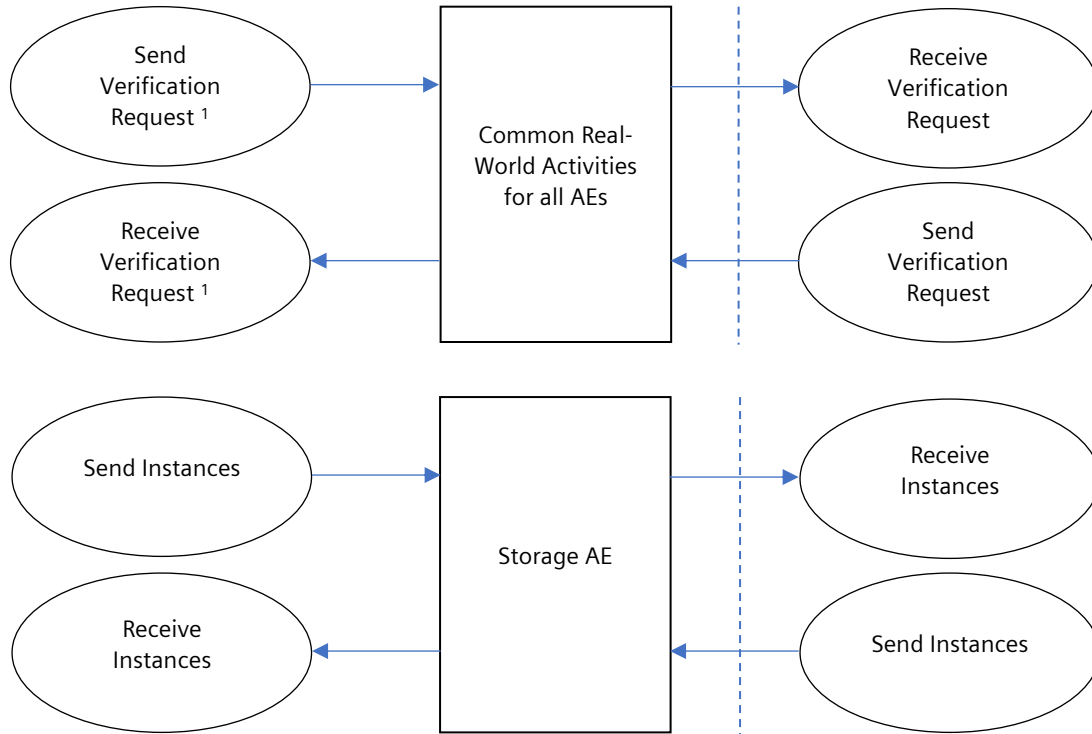 Send
Verification
Request ¹
Common Real-
World Activities
for all AEs
Receive
Verification
Request
Receive
Verification
Request ¹
Send
Verification
Request
Send Instances
Storage AE
Receive
Instances
Receive
Instances
Send Instances